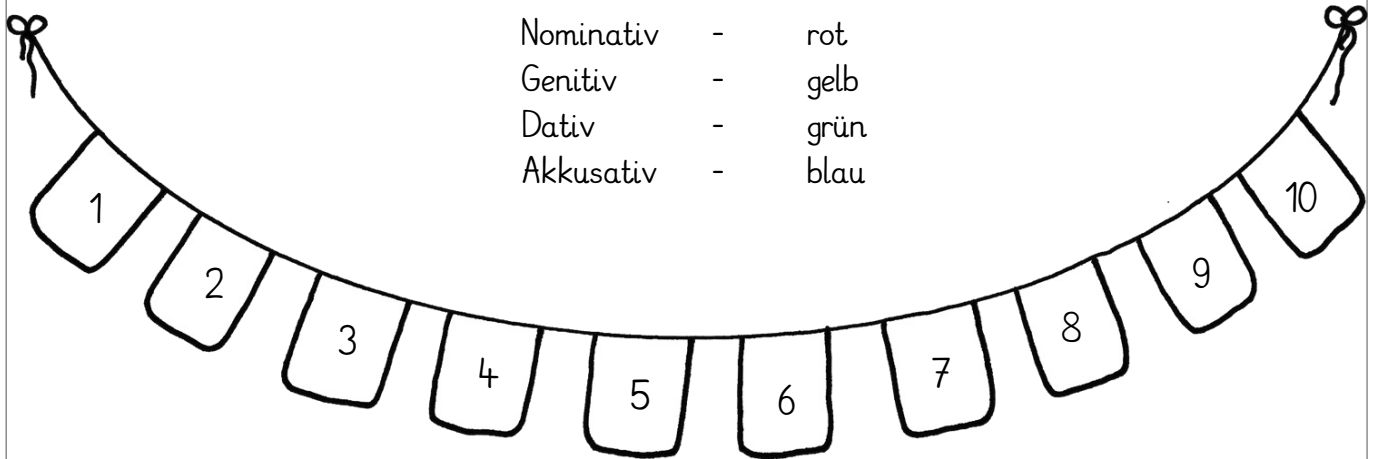 Nominativ - rot
Genitiv - gelb
Dativ - grün
Akkusativ - blau
1
2
3
4
5
6
7
8
9
10